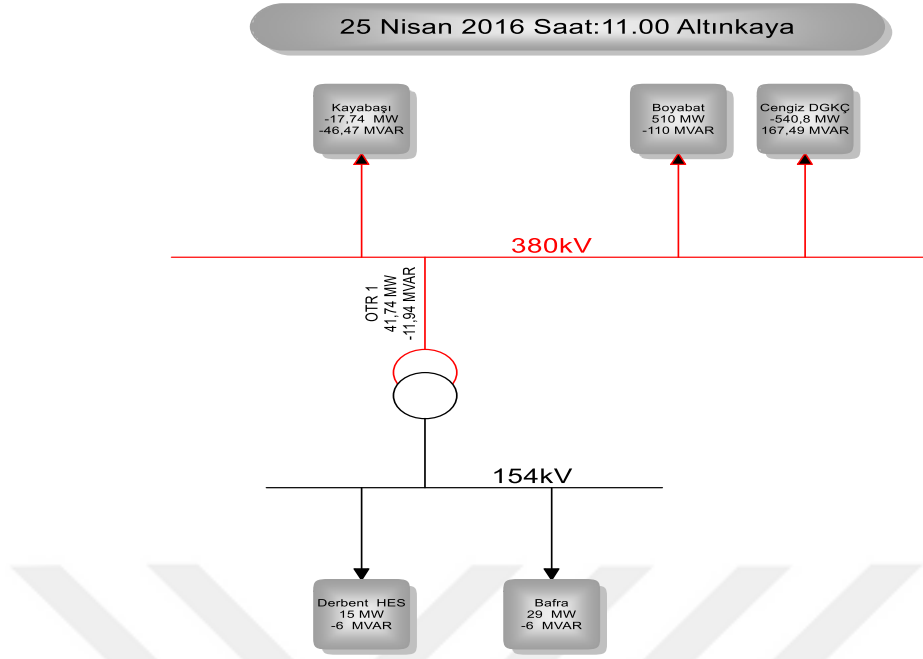 25 Nisan 2016 Saat:11.00 Altınkaya
Kayabaşı
-17,74 MW
-46,47 MVAR
Boyabat
510 MW
-110 MVAR
Cengiz DGKÇ
-540,8 MW
167,49 MVAR
380kV
OTR 1
41,74 MW
-11,94 MVAR
154kV
Derbent HES
15 MW
-6 MVAR
Bafra
29 MW
-6 MVAR